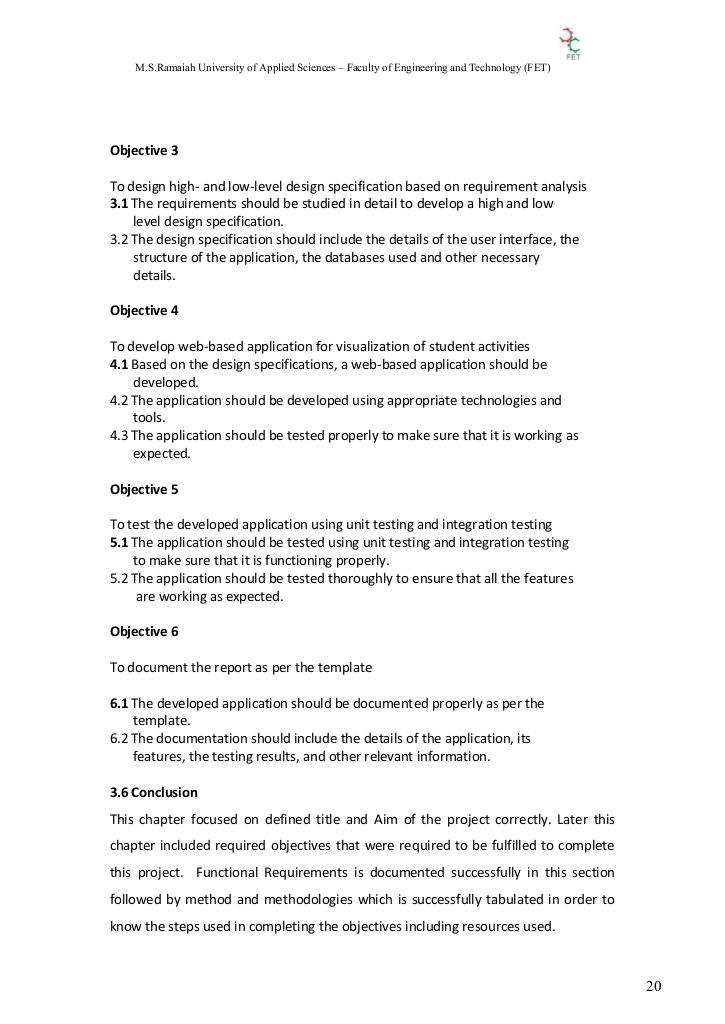 FET
M.S.Ramaiah University of Applied Sciences – Faculty of Engineering and Technology (FET)
Objective 3
To design high- and low-level design specification based on requirement analysis
3.1 The requirements should be studied in detail to develop a high and low
level design specification.
3.2 The design specification should include the details of the user interface, the
structure of the application, the databases used and other necessary
details.
Objective 4
To develop web-based application for visualization of student activities
4.1 Based on the design specifications, a web-based application should be
developed.
4.2 The application should be developed using appropriate technologies and
tools.
4.3 The application should be tested properly to make sure that it is working as
expected.
Objective 5
To test the developed application using unit testing and integration testing
5.1 The application should be tested using unit testing and integration testing
to make sure that it is functioning properly.
5.2 The application should be tested thoroughly to ensure that all the features
are working as expected.
Objective 6
To document the report as per the template
6.1 The developed application should be documented properly as per the
template.
6.2 The documentation should include the details of the application, its
features, the testing results, and other relevant information.
3.6 Conclusion
This chapter focused on defined title and Aim of the project correctly. Later this
chapter included required objectives that were required to be fulfilled to complete
this project. Functional Requirements is documented successfully in this section
followed by method and methodologies which is successfully tabulated in order to
know the steps used in completing the objectives including resources used.
20